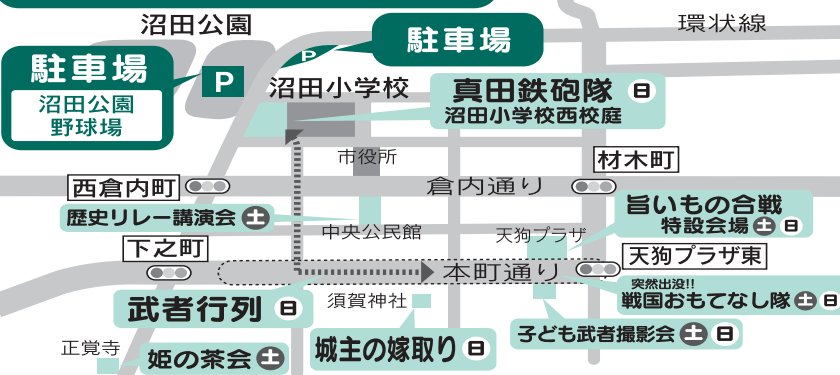 沼田公園
環状線
P
駐車場
駐車場
沼田公園
野球場
P
沼田小学校
真田鉄砲隊 日
沼田小学校西校庭
市役所
材木町
西倉内町
倉内通り
歴史リレー講演会 土
旨いもの合戦
特設会場 土 日
中央公民館
天狗プラザ
下之町
天狗プラザ東
本町通り
突然出没!!
戦国おもてなし隊 土 日
武者行列 日
須賀神社
子ども武者撮影会 土 日
正覚寺
姫の茶会 土
城主の嫁取り 日